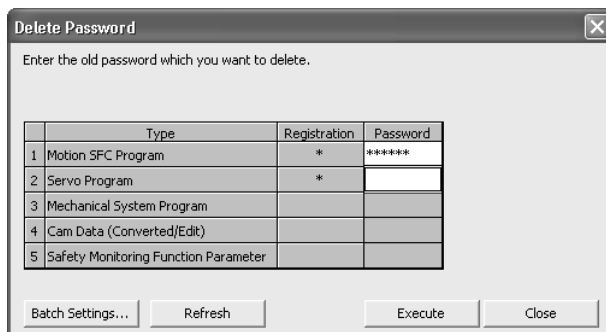 Delete Password
Enter the old password which you want to delete.
Type Registration Password
1 Motion SFC Program * ******
2 Servo Program *
3 Mechanical System Program
4 Cam Data (Converted/Edit)
5 Safety Monitoring Function Parameter
Batch Settings... Refresh Execute Close